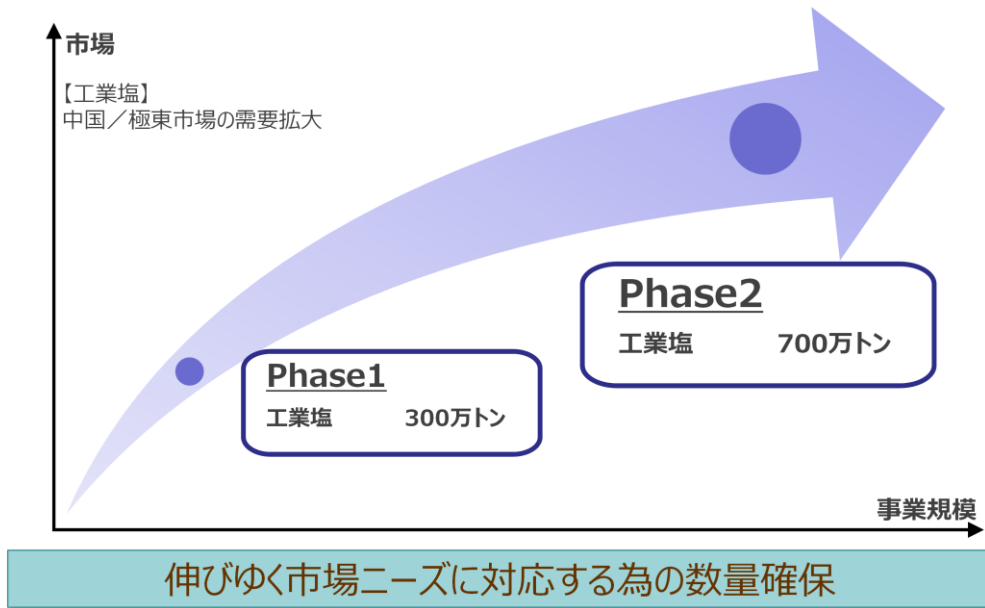 市場
【工業塩】
中国／極東市場の需要拡大
Phase2
工業塩 700万トン
Phase1
工業塩 300万トン
事業規模
伸びゆく市場ニーズに対応する為の数量確保